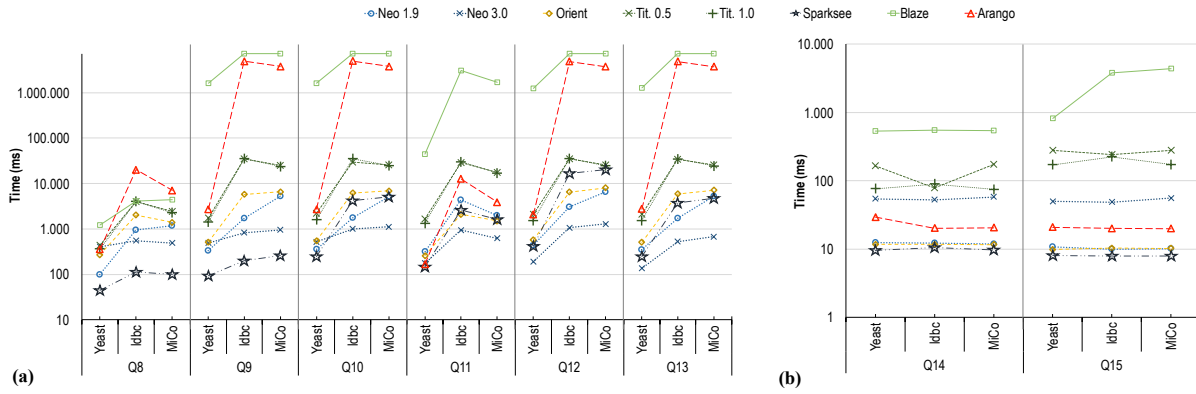 Neo 1.9 Neo 3.0 Orient Tit. 0.5 Tit. 1.0 Sparksee Blaze Arango
Time (ms)
1.000.000
100.000
10.000
1.000
100
10
Yeast ldbc MiCo Yeast ldbc MiCo Yeast ldbc MiCo Yeast ldbc MiCo Yeast ldbc MiCo Yeast ldbc MiCo
Q8 Q9 Q10 Q11 Q12 Q13
(a)
Time (ms)
10.000
1.000
100
10
1
Yeast ldbc MiCo Yeast ldbc MiCo
Q14 Q15
(b)